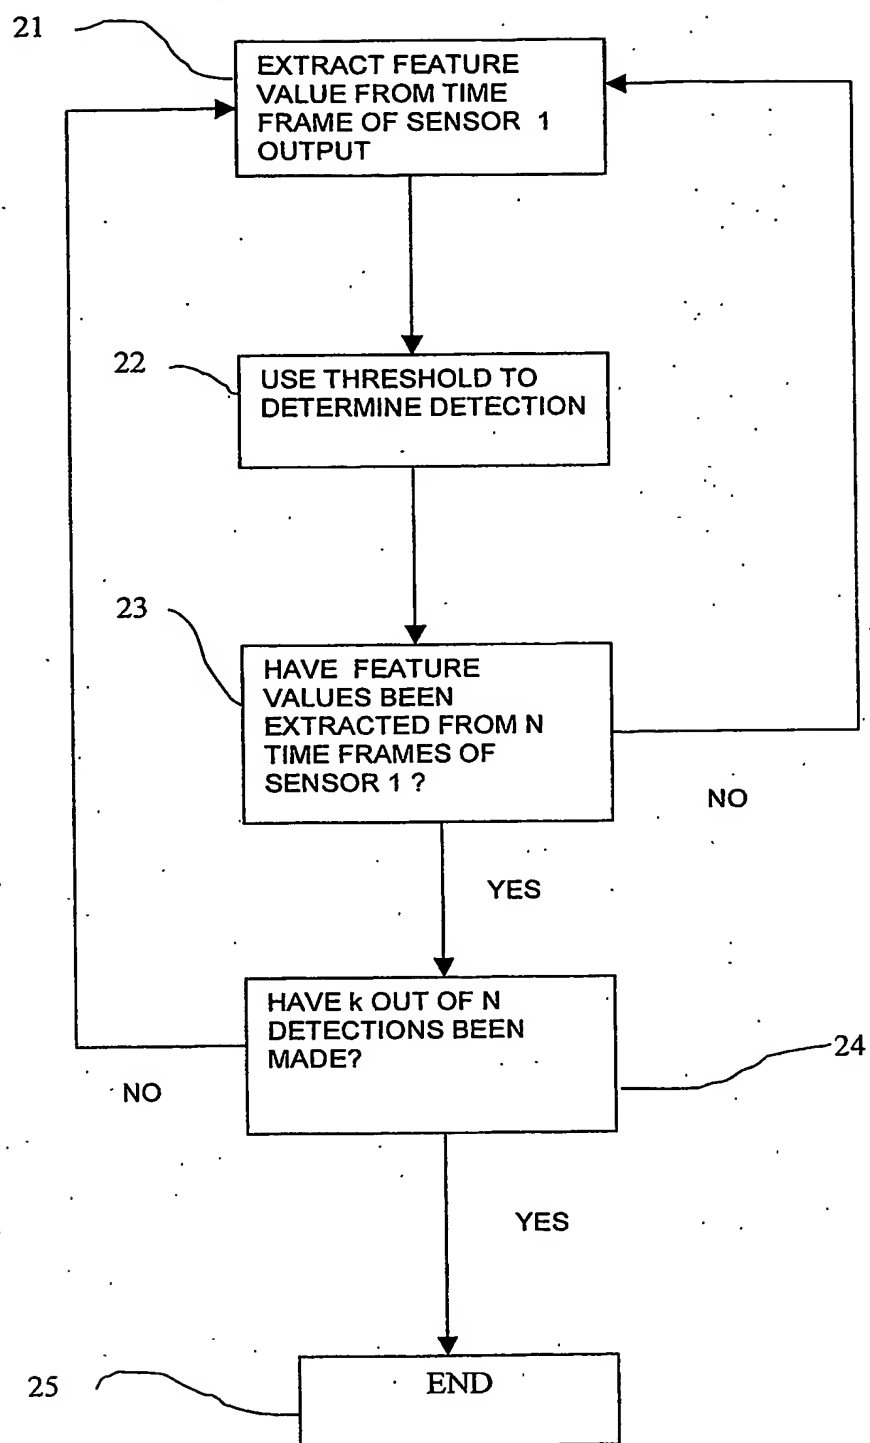 21
EXTRACT FEATURE
VALUE FROM TIME
FRAME OF SENSOR 1
OUTPUT
22
USE THRESHOLD TO
DETERMINE DETECTION
23
HAVE FEATURE
VALUES BEEN
EXTRACTED FROM N
TIME FRAMES OF
SENSOR 1 ?
NO
YES
HAVE k OUT OF N
DETECTIONS BEEN
MADE?
24
NO
YES
25
END